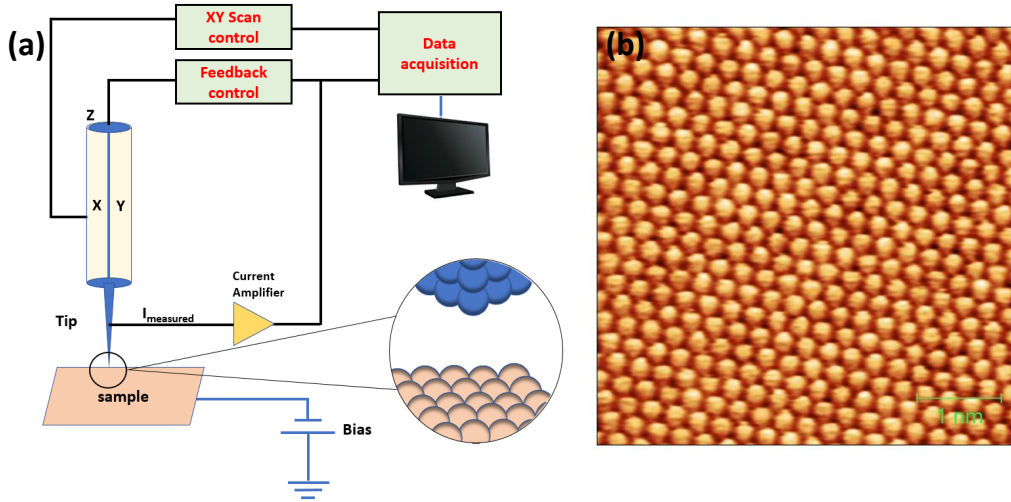 (a)
XY Scan
control
Data
acquisition
Feedback
control
Z
X
Y
Current
Amplifier
Tip
Imeasured
sample
Bias
(b)
1 nm